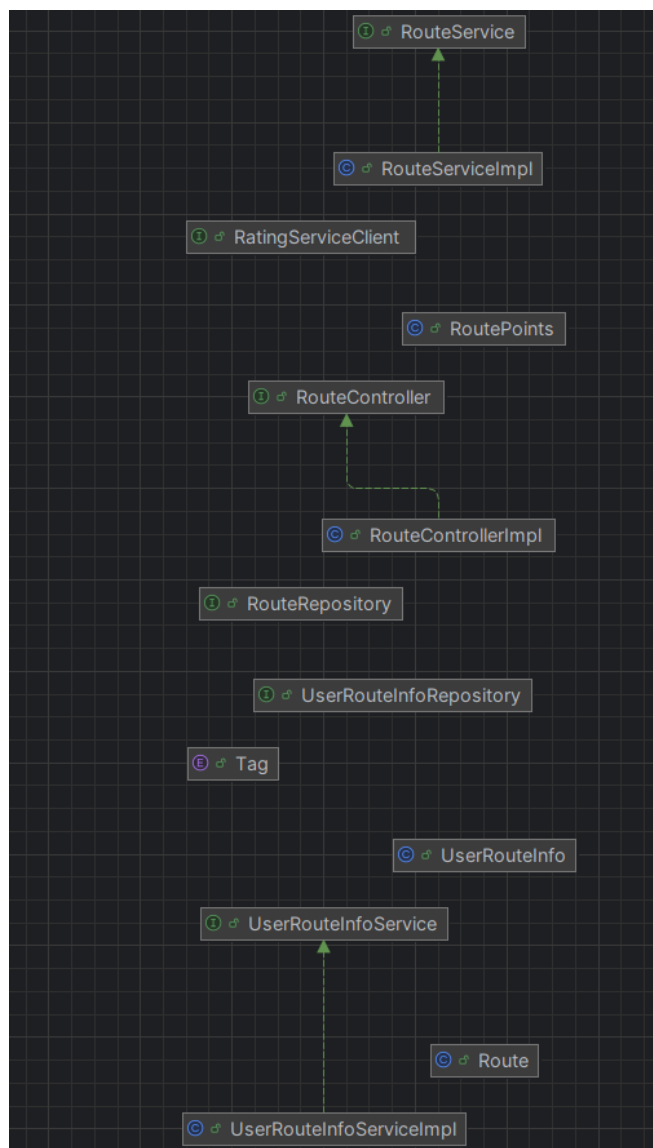 RouteService
RouteServiceImpl
RatingServiceClient
RoutePoints
RouteController
RouteControllerImpl
RouteRepository
UserRouteInfoRepository
Tag
UserRouteInfo
UserRouteInfoService
Route
UserRouteInfoServiceImpl